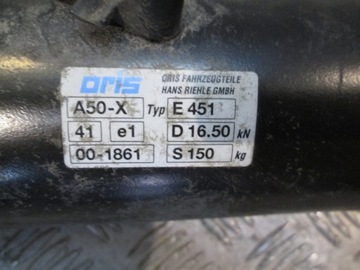 ORIS ORIS FAHRZEUGTEILE
HANS RIEHLE GMBH
A50-X Typ E 451
41 e1 D 16.50 kN
00-1861 S 150 kg